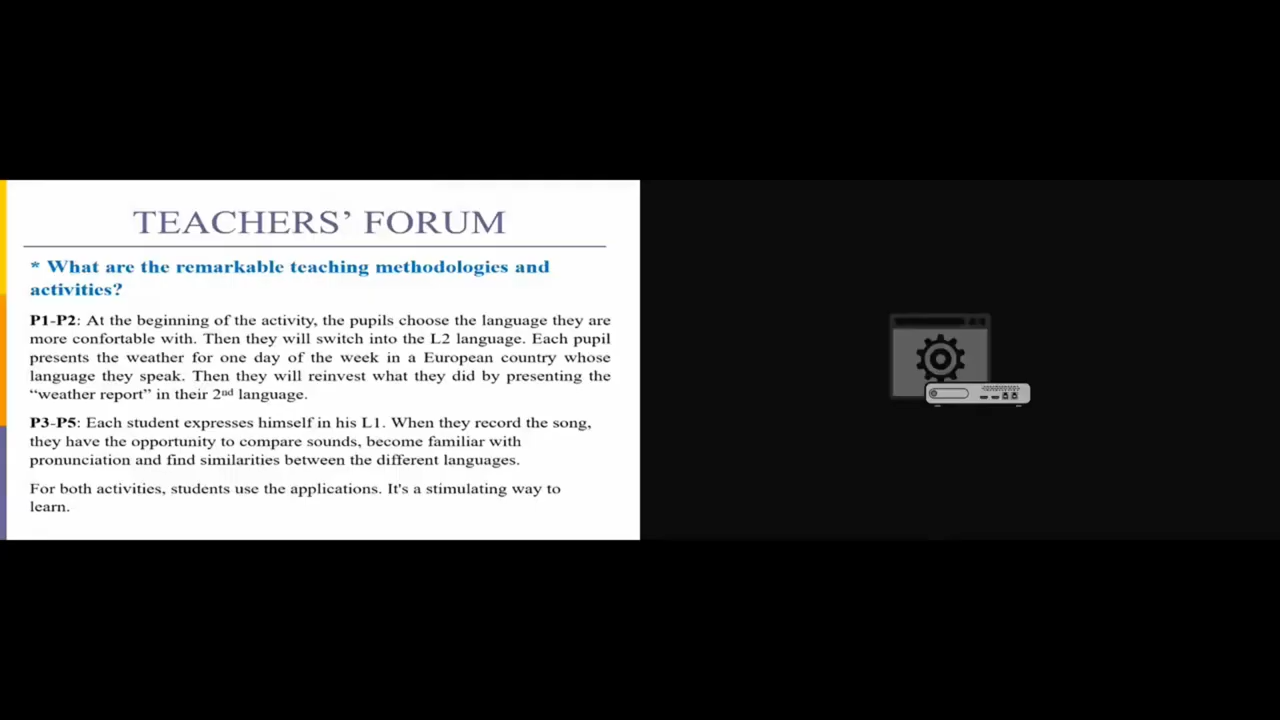 TEACHERS’ FORUM
* What are the remarkable teaching methodologies and
activities?
P1-P2: At the beginning of the activity, the pupils choose the language they are
more confortable with. Then they will switch into the L2 language. Each pupil
presents the weather for one day of the week in a European country whose
language they speak. Then they will reinvest what they did by presenting the
“weather report” in their 2nd language.
P3-P5: Each student expresses himself in his L1. When they record the song,
they have the opportunity to compare sounds, become familiar with
pronunciation and find similarities between the different languages.
For both activities, students use the applications. It's a stimulating way to
learn.